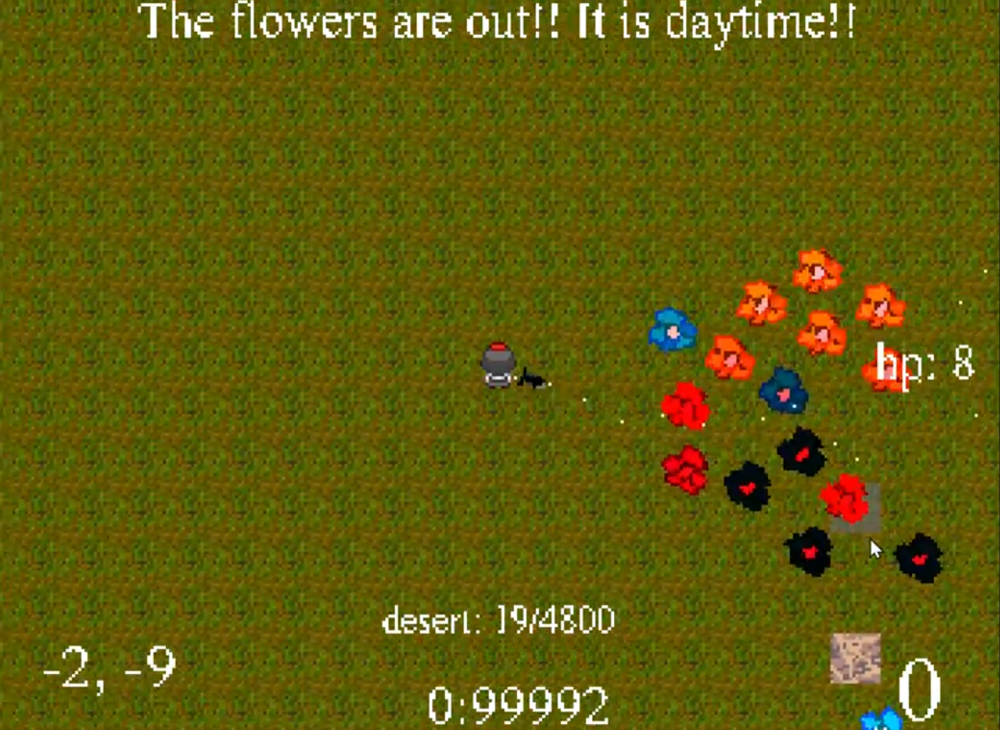 The flowers are out!! It is daytime!!
hp: 8
desert: 19/4800
-2, -9
0
0:99992